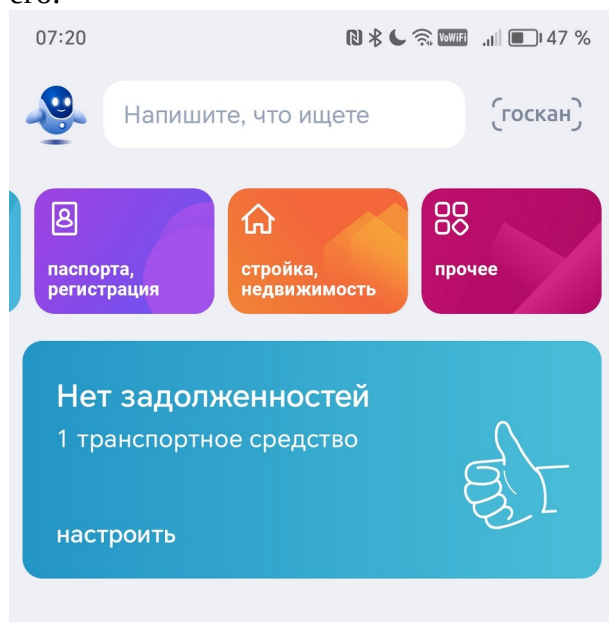 его.
07:20 VoWiFi 47 %
Напишите, что ищете
госкан
паспорта,
регистрация
стройка,
недвижимость
прочее
Нет задолженностей
1 транспортное средство
настроить